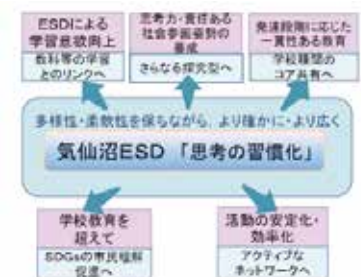 ESDによる
学習意欲向上
教科等の学習
とのリンクへ
思考力・責任ある
社会参画姿勢の
養成
さらなる探究型へ
発達段階に応じた
一貫性ある教育
学校種間の
コア共有へ
多様性・柔軟性を保ちながら、より確かに・より広く
気仙沼ESD「思考の習慣化」
学校教育を
超えて
SDGsの市民理解
促進へ
活動の安定化・
効率化
アクティブな
ネットワークへ